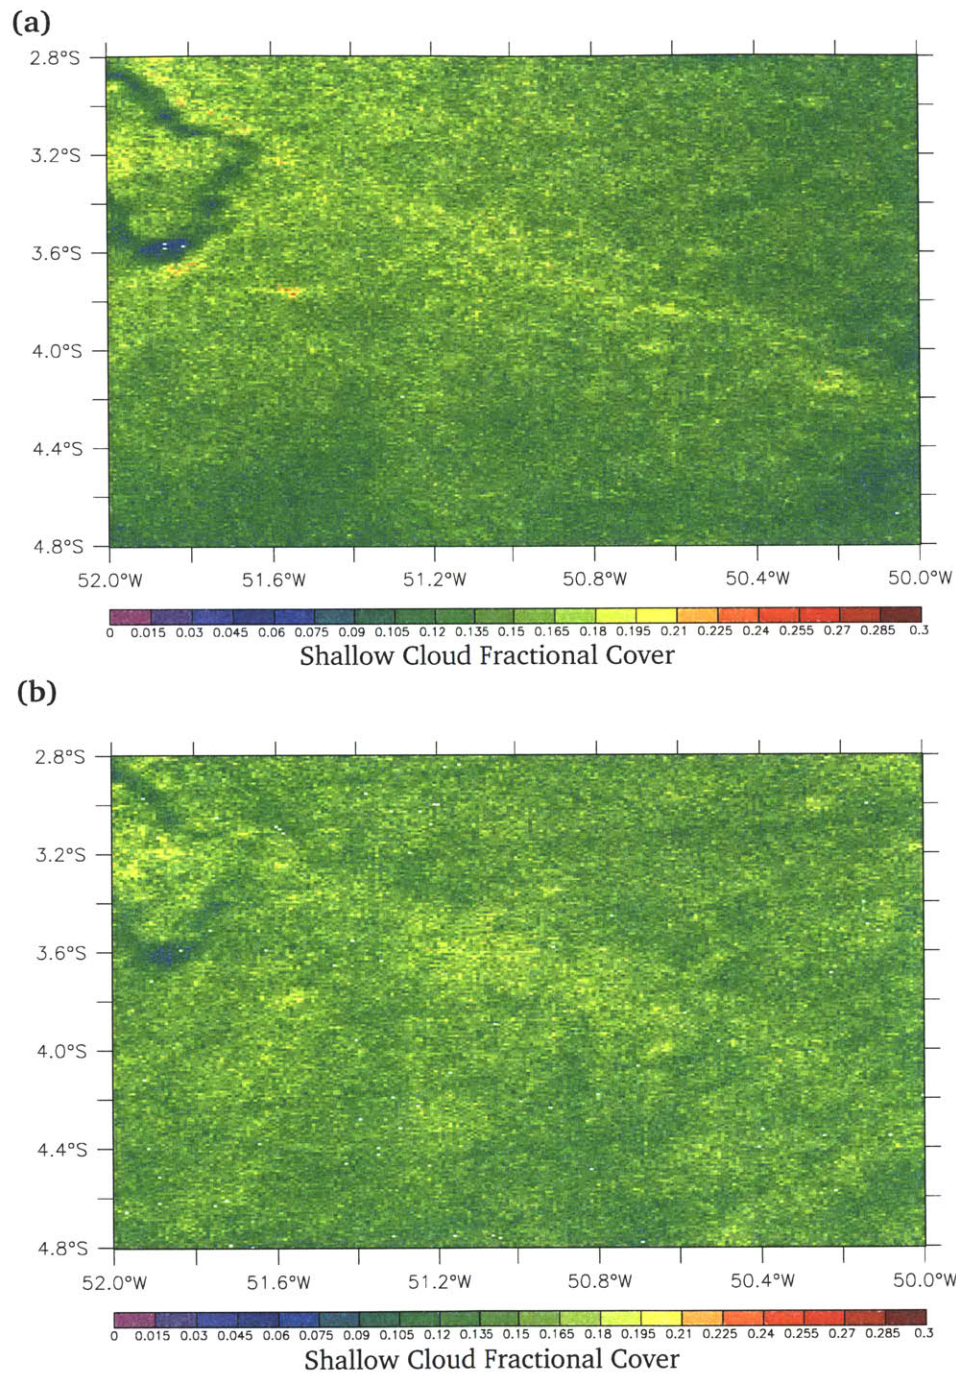 (a)
2.8°S
3.2°S
3.6°S
4.0°S
4.4°S
4.8°S
52.0°W 51.6°W 51.2°W 50.8°W 50.4°W 50.0°W
0 0.015 0.03 0.045 0.06 0.075 0.09 0.105 0.12 0.135 0.15 0.165 0.18 0.195 0.21 0.225 0.24 0.255 0.27 0.285 0.3
Shallow Cloud Fractional Cover
(b)
2.8°S
3.2°S
3.6°S
4.0°S
4.4°S
4.8°S
52.0°W 51.6°W 51.2°W 50.8°W 50.4°W 50.0°W
0 0.015 0.03 0.045 0.06 0.075 0.09 0.105 0.12 0.135 0.15 0.165 0.18 0.195 0.21 0.225 0.24 0.255 0.27 0.285 0.3
Shallow Cloud Fractional Cover